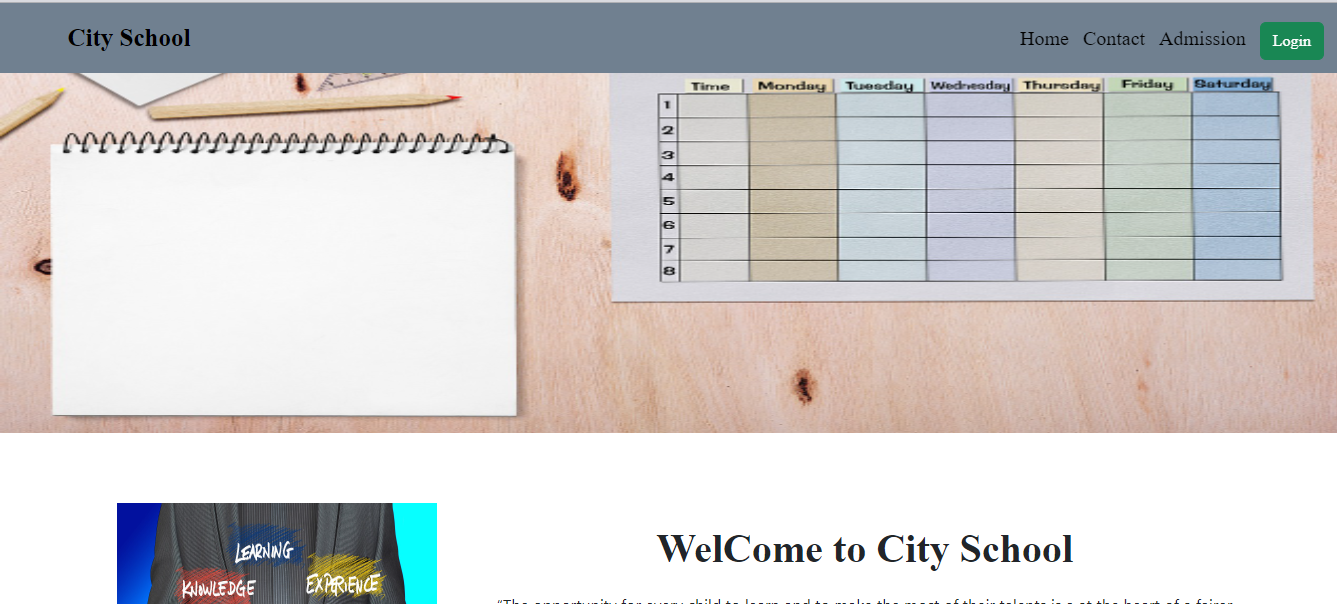 City School
Home Contact Admission Login
Time Monday Tuesday Wednesday Thursday Friday Saturday
1
2
3
4
5
6
7
8
LEARNING
KNOWLEDGE EXPERIENCE
WelCome to City School
"The opportunity for every child to learn and to make the most of their talents is a at the heart of a fairer